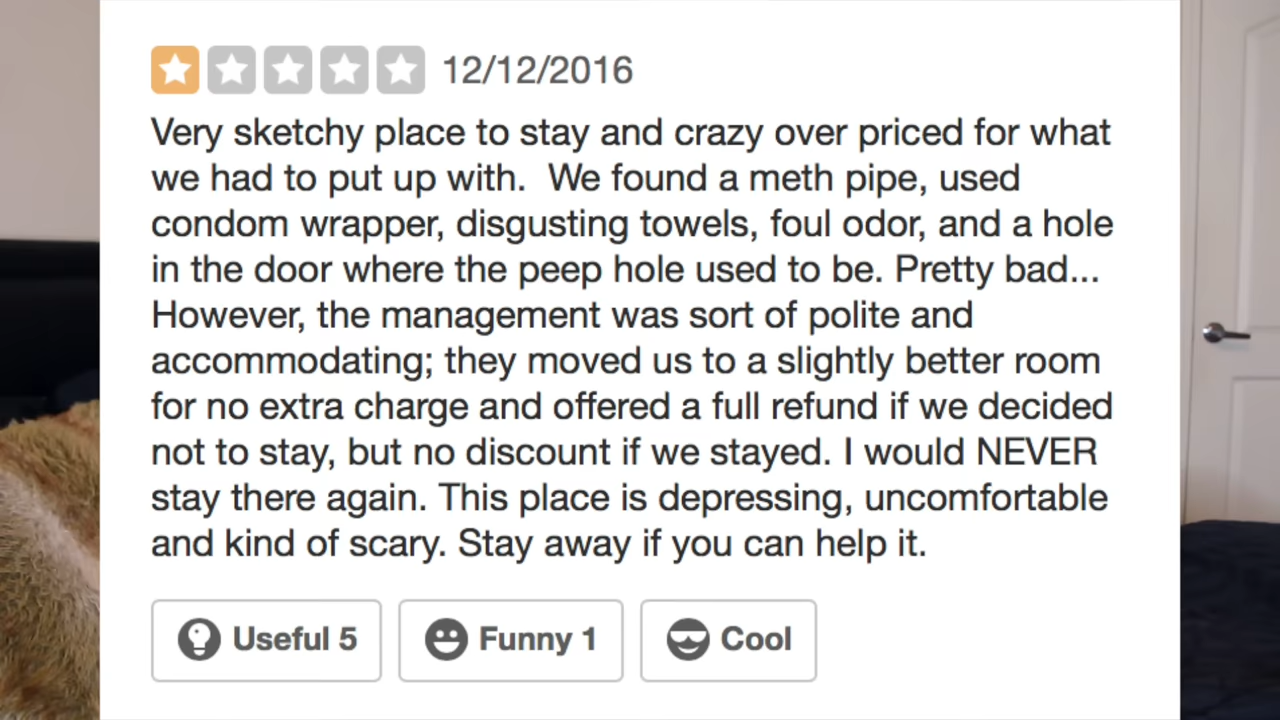 12/12/2016
Very sketchy place to stay and crazy over priced for what
we had to put up with.  We found a meth pipe, used
condom wrapper, disgusting towels, foul odor, and a hole
in the door where the peep hole used to be. Pretty bad...
However, the management was sort of polite and
accommodating; they moved us to a slightly better room
for no extra charge and offered a full refund if we decided
not to stay, but no discount if we stayed. I would NEVER
stay there again. This place is depressing, uncomfortable
and kind of scary. Stay away if you can help it.
Useful 5 Funny 1 Cool